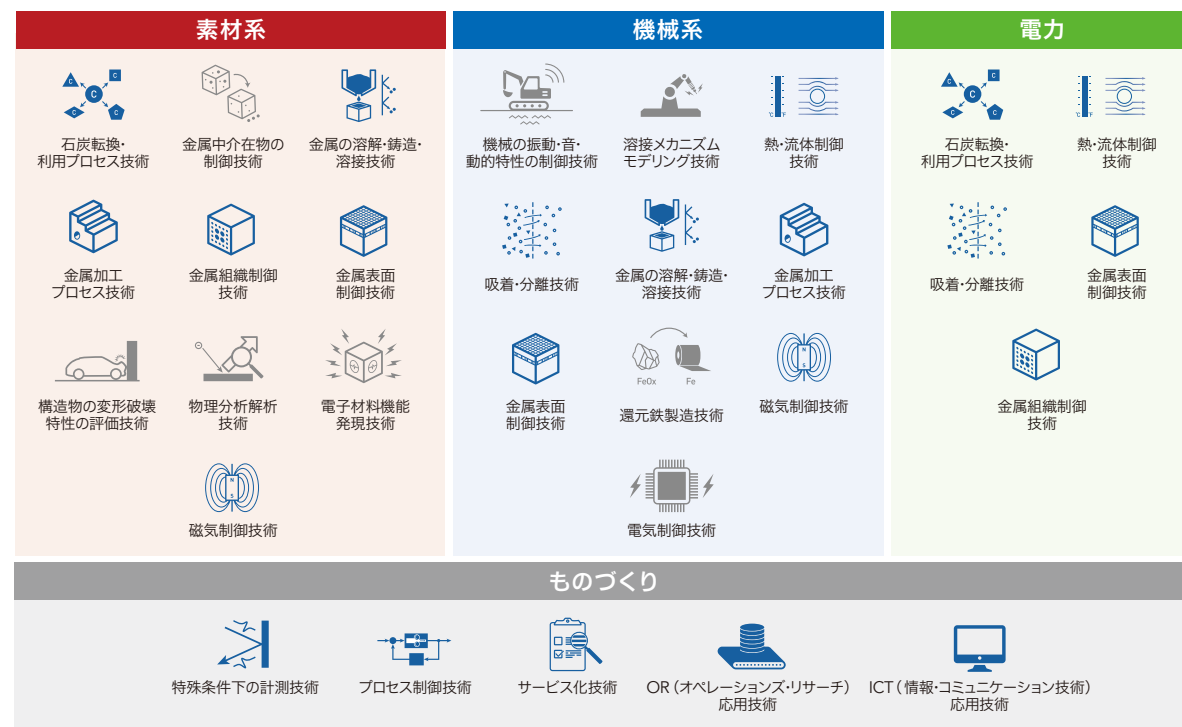 素材系
石炭転換・
利用プロセス技術
金属中介在物の
制御技術
金属の溶解・鋳造・
溶接技術
金属加工
プロセス技術
金属組織制御
技術
金属表面
制御技術
構造物の変形破壊
特性の評価技術
物理分析解析
技術
電子材料機能
発現技術
磁気制御技術
機械系
機械の振動・音・
動的特性の制御技術
溶接メカニズム
モデリング技術
熱・流体制御
技術
吸着・分離技術
金属の溶解・鋳造・
溶接技術
金属加工
プロセス技術
金属表面
制御技術
FeOx
Fe
還元鉄製造技術
磁気制御技術
電気制御技術
電力
石炭転換・
利用プロセス技術
熱・流体制御
技術
吸着・分離技術
金属表面
制御技術
金属組織制御
技術
ものづくり
特殊条件下の計測技術
プロセス制御技術
サービス化技術
OR（オペレーションズ・リサーチ）
応用技術
ICT（情報・コミュニケーション技術）
応用技術